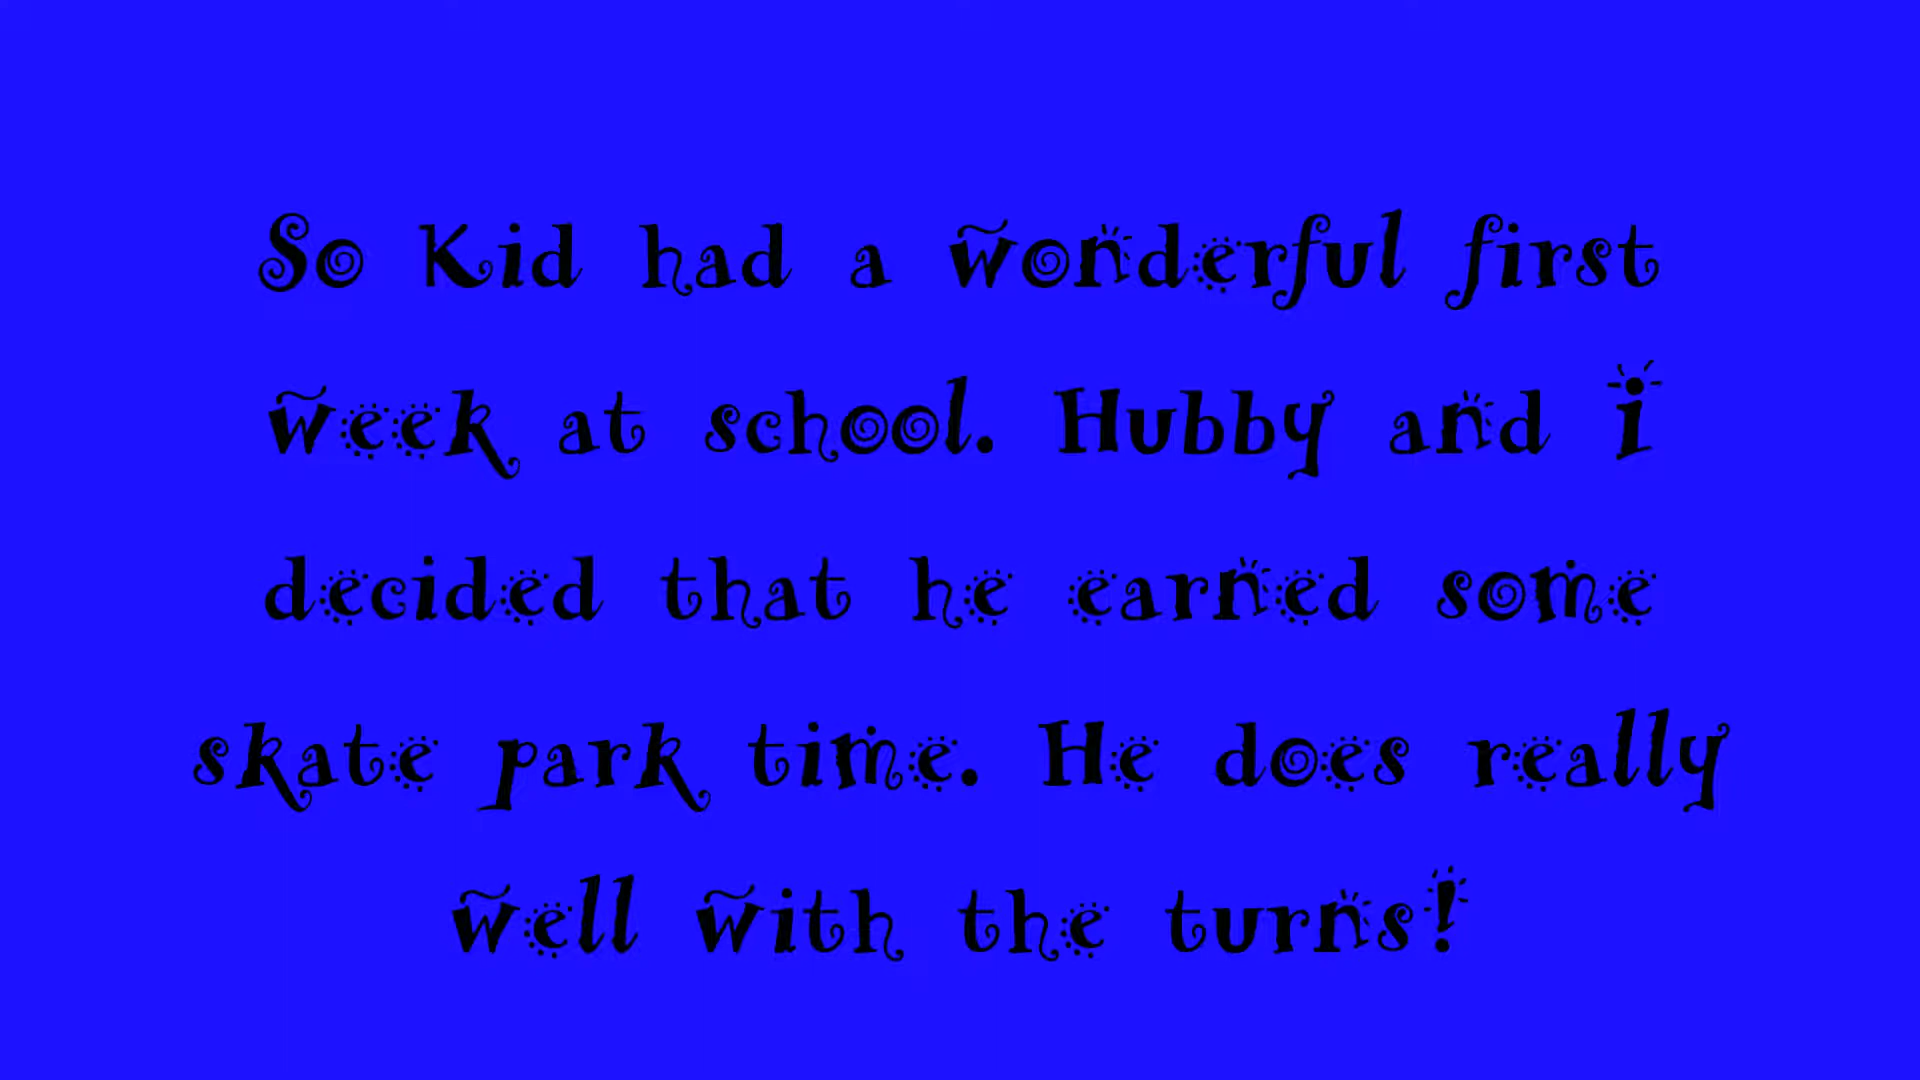 So Kid had a wonderful first
week at school. Hubby and i
decided that he earned some
skate park time. He does really
well with the turns!